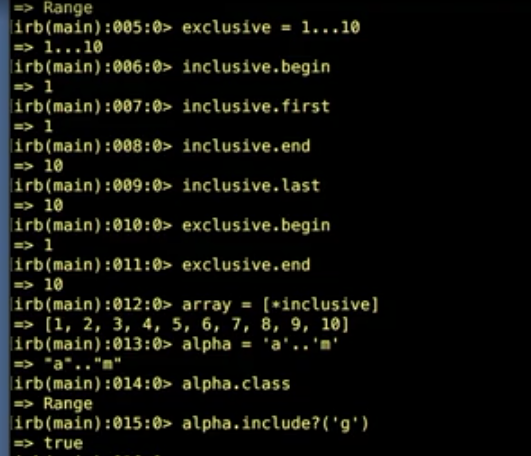 => Range
irb(main):005:0> exclusive = 1...10
=> 1...10
irb(main):006:0> inclusive.begin
=> 1
irb(main):007:0> inclusive.first
=> 1
irb(main):008:0> inclusive.end
=> 10
irb(main):009:0> inclusive.last
=> 10
irb(main):010:0> exclusive.begin
=> 1
irb(main):011:0> exclusive.end
=> 10
irb(main):012:0> array = [*inclusive]
=> [1, 2, 3, 4, 5, 6, 7, 8, 9, 10]
irb(main):013:0> alpha = 'a'..'m'
=> "a".."m"
irb(main):014:0> alpha.class
=> Range
irb(main):015:0> alpha.include?('g')
=> true